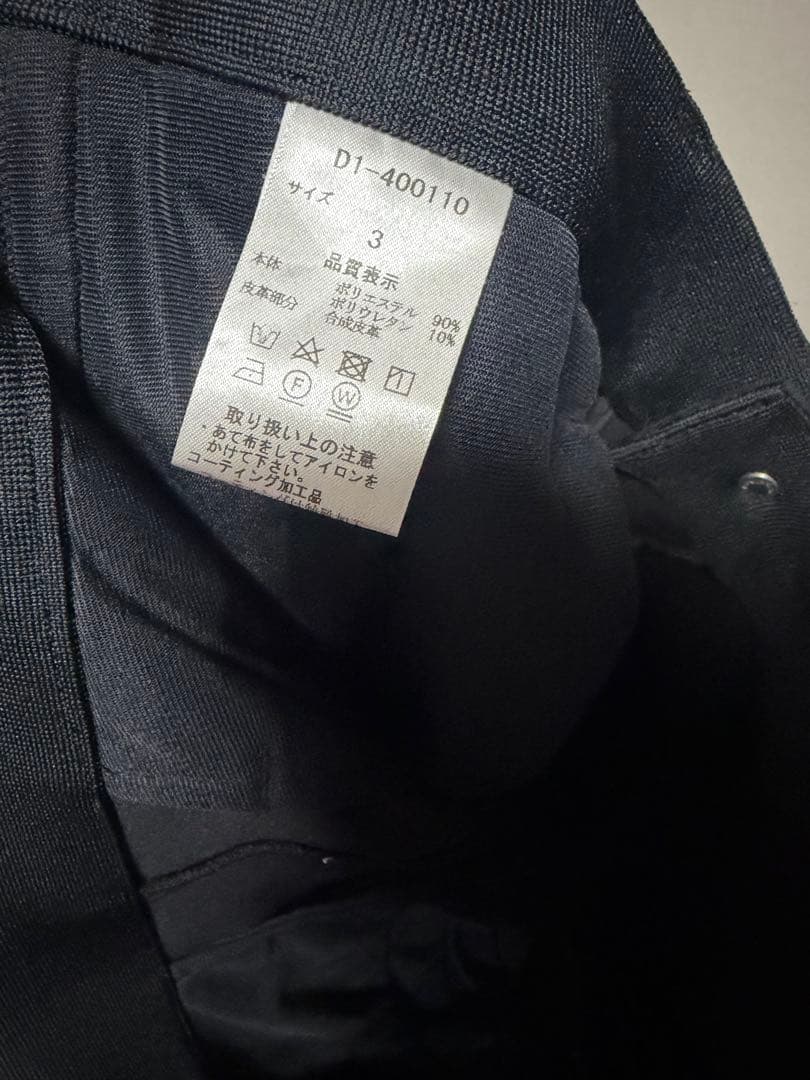 D1-400110
サイズ
3
品質表示
本体 ポリエステル 90%
ポリウレタン 10%
皮革部分 合成皮革
F W
取り扱い上の注意
・あて布をしてアイロンを
かけて下さい。
コーティング加工品